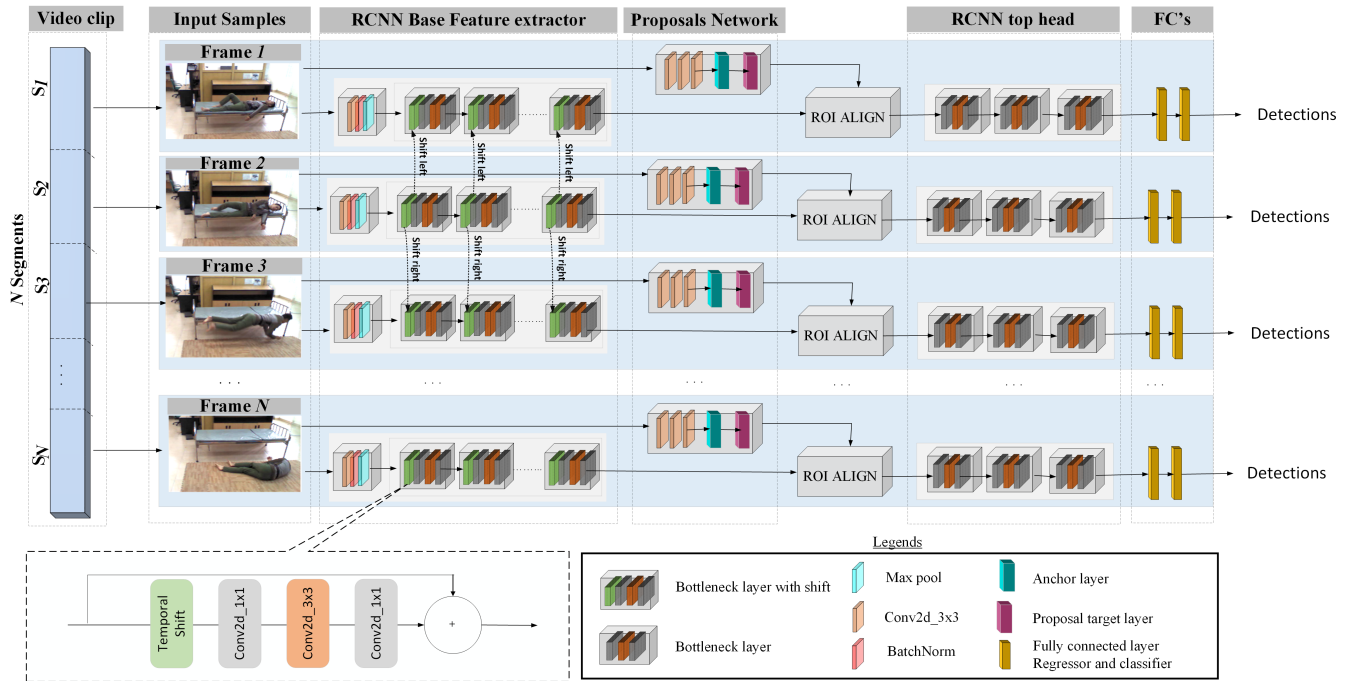 Video clip
Input Samples
RCNN Base Feature extractor
Proposals Network
RCNN top head
FC's
N Segments
S1
S2
S3
. . .
SN
Frame 1
ROI ALIGN
Detections
Shift left
Shift left
Shift left
Frame 2
ROI ALIGN
Detections
Shift right
Shift right
Shift right
Frame 3
ROI ALIGN
Detections
. . .
. . .
. . .
. . .
. . .
. . .
Frame N
ROI ALIGN
Detections
Temporal
Shift
Conv2d_1x1
Conv2d_3x3
Conv2d_1x1
+
Legends
Bottleneck layer with shift
Max pool
Anchor layer
Conv2d_3x3
Proposal target layer
Bottleneck layer
BatchNorm
Fully connected layer
Regressor and classifier